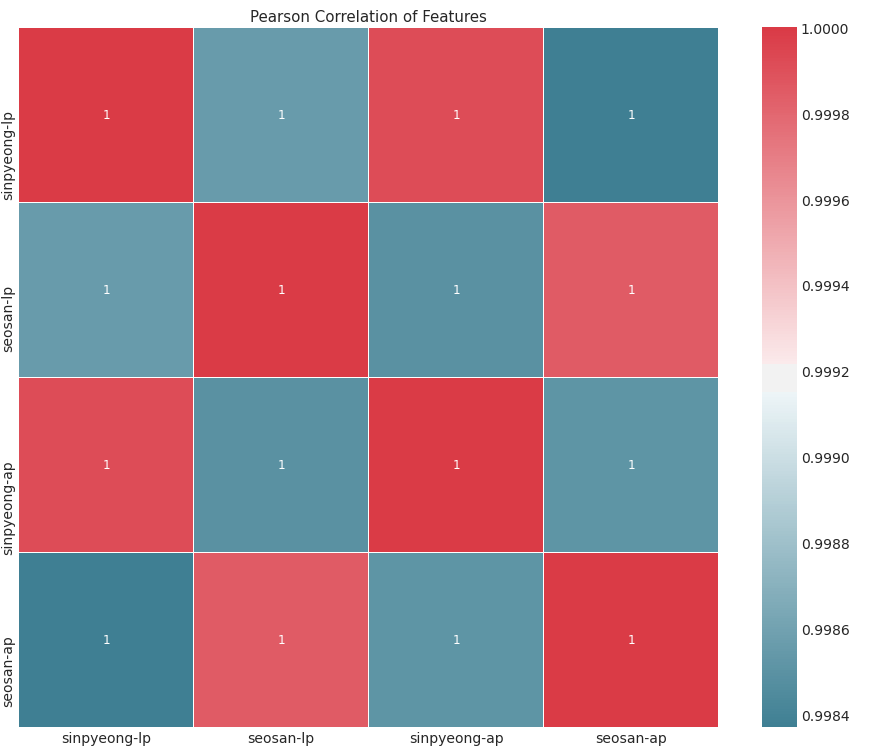 Pearson Correlation of Features
sinpyeong-lp
1 1 1 1
seosan-lp
1 1 1 1
sinpyeong-ap
1 1 1 1
seosan-ap
1 1 1 1
sinpyeong-lp seosan-lp sinpyeong-ap seosan-ap
1.0000
0.9998
0.9996
0.9994
0.9992
0.9990
0.9988
0.9986
0.9984